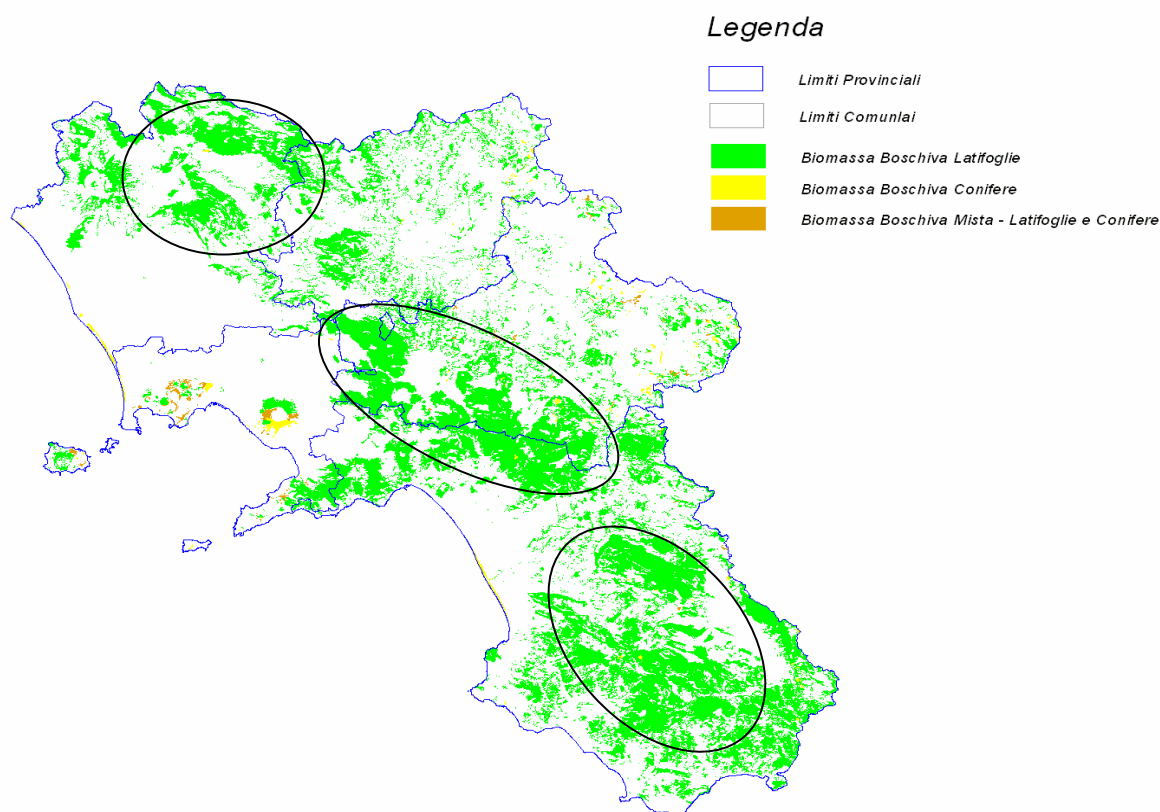 Legenda
Limiti Provinciali
Limiti Comunlai
Biomassa Boschiva Latifoglie
Biomassa Boschiva Conifere
Biomassa Boschiva Mista - Latifoglie e Conifere